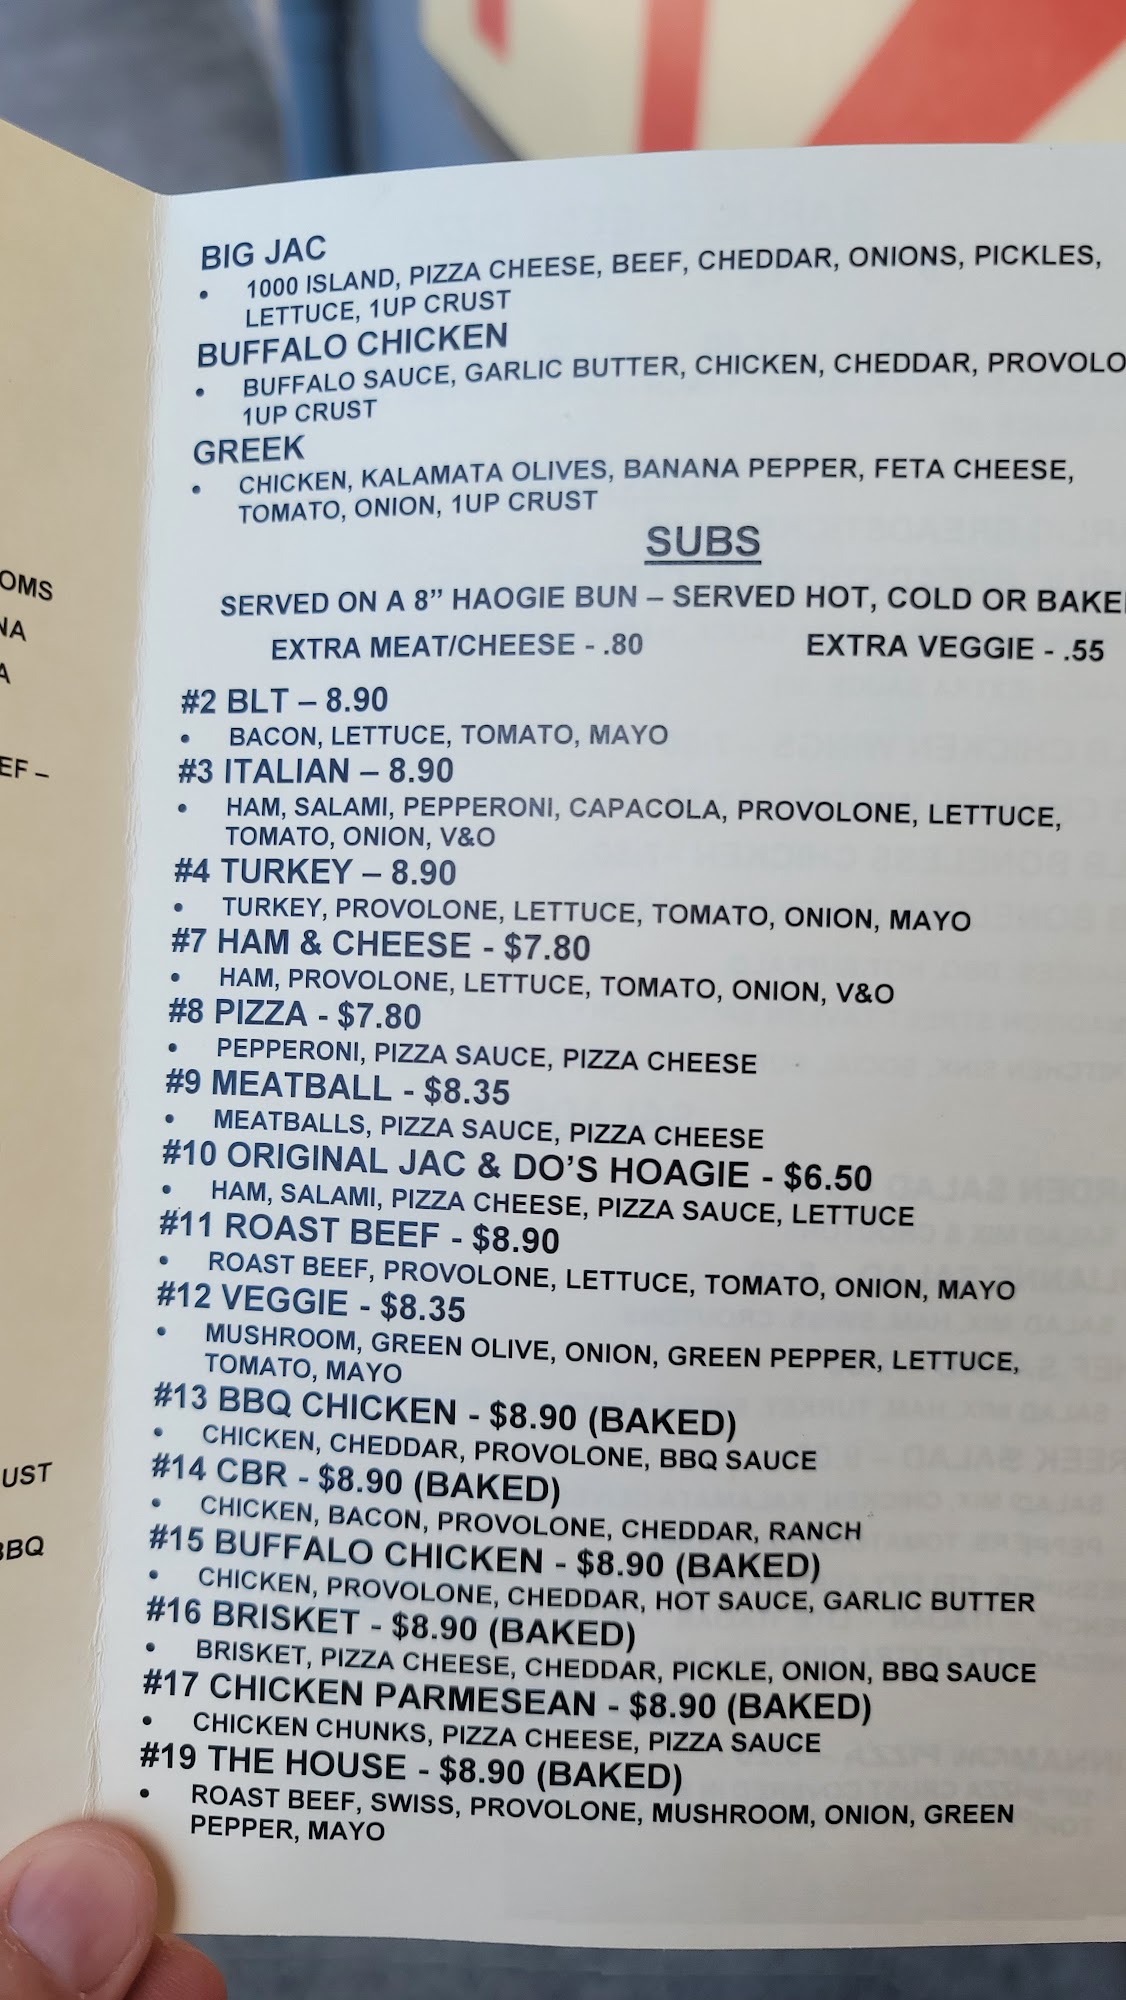 BIG JAC
• 1000 ISLAND, PIZZA CHEESE, BEEF, CHEDDAR, ONIONS, PICKLES,
LETTUCE, 1UP CRUST
BUFFALO CHICKEN
• BUFFALO SAUCE, GARLIC BUTTER, CHICKEN, CHEDDAR, PROVOLO
1UP CRUST
GREEK
• CHICKEN, KALAMATA OLIVES, BANANA PEPPER, FETA CHEESE,
TOMATO, ONION, 1UP CRUST
SUBS
SERVED ON A 8” HAOGIE BUN – SERVED HOT, COLD OR BAKE
EXTRA MEAT/CHEESE - .80 EXTRA VEGGIE - .55
#2 BLT – 8.90
• BACON, LETTUCE, TOMATO, MAYO
#3 ITALIAN – 8.90
• HAM, SALAMI, PEPPERONI, CAPACOLA, PROVOLONE, LETTUCE,
TOMATO, ONION, V&O
#4 TURKEY – 8.90
• TURKEY, PROVOLONE, LETTUCE, TOMATO, ONION, MAYO
#7 HAM & CHEESE - $7.80
• HAM, PROVOLONE, LETTUCE, TOMATO, ONION, V&O
#8 PIZZA - $7.80
• PEPPERONI, PIZZA SAUCE, PIZZA CHEESE
#9 MEATBALL - $8.35
• MEATBALLS, PIZZA SAUCE, PIZZA CHEESE
#10 ORIGINAL JAC & DO’S HOAGIE - $6.50
• HAM, SALAMI, PIZZA CHEESE, PIZZA SAUCE, LETTUCE
#11 ROAST BEEF - $8.90
• ROAST BEEF, PROVOLONE, LETTUCE, TOMATO, ONION, MAYO
#12 VEGGIE - $8.35
• MUSHROOM, GREEN OLIVE, ONION, GREEN PEPPER, LETTUCE,
TOMATO, MAYO
#13 BBQ CHICKEN - $8.90 (BAKED)
• CHICKEN, CHEDDAR, PROVOLONE, BBQ SAUCE
#14 CBR - $8.90 (BAKED)
• CHICKEN, BACON, PROVOLONE, CHEDDAR, RANCH
#15 BUFFALO CHICKEN - $8.90 (BAKED)
• CHICKEN, PROVOLONE, CHEDDAR, HOT SAUCE, GARLIC BUTTER
#16 BRISKET - $8.90 (BAKED)
• BRISKET, PIZZA CHEESE, CHEDDAR, PICKLE, ONION, BBQ SAUCE
#17 CHICKEN PARMESEAN - $8.90 (BAKED)
• CHICKEN CHUNKS, PIZZA CHEESE, PIZZA SAUCE
#19 THE HOUSE - $8.90 (BAKED)
• ROAST BEEF, SWISS, PROVOLONE, MUSHROOM, ONION, GREEN
PEPPER, MAYO